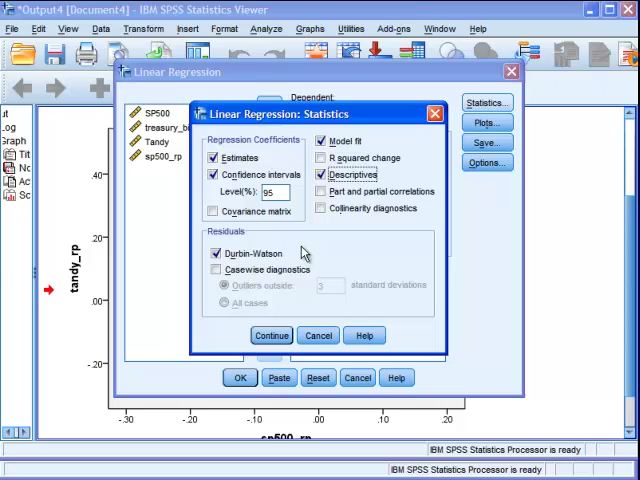 *Output4 [Document4] - IBM SPSS Statistics Viewer
File Edit View Data Transform Insert Format Analyze Graphs Utilities Add-ons Window Help
Linear Regression
Dependent:
SP500
Tandy
sp500_rp
Statistics...
Plots...
Save...
Options...
Linear Regression: Statistics
Regression Coefficients
Estimates
Confidence intervals
Level(%): 95
Covariance matrix
Model fit
R squared change
Descriptives
Part and partial correlations
Collinearity diagnostics
Residuals
Durbin-Watson
Casewise diagnostics
Outliers outside: 3 standard deviations
All cases
Continue Cancel Help
OK Paste Reset Cancel Help
.40
.20
.00
-.20
tandy_rp
-.30 -.20 -.10 .00 .10 .20
sp500_rp
IBM SPSS Statistics Processor is ready
IBM SPSS Statistics Processor is ready